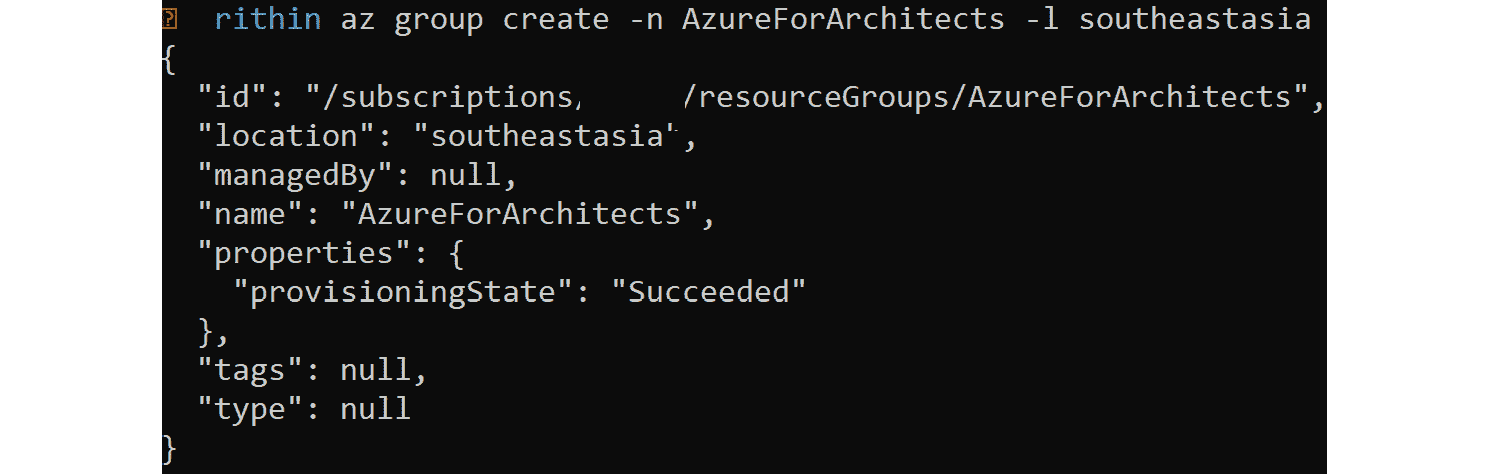 rithin az group create -n AzureForArchitects -l southeastasia
{
  "id": "/subscriptions/ /resourceGroups/AzureForArchitects",
  "location": "southeastasia",
  "managedBy": null,
  "name": "AzureForArchitects",
  "properties": {
    "provisioningState": "Succeeded"
  },
  "tags": null,
  "type": null
}